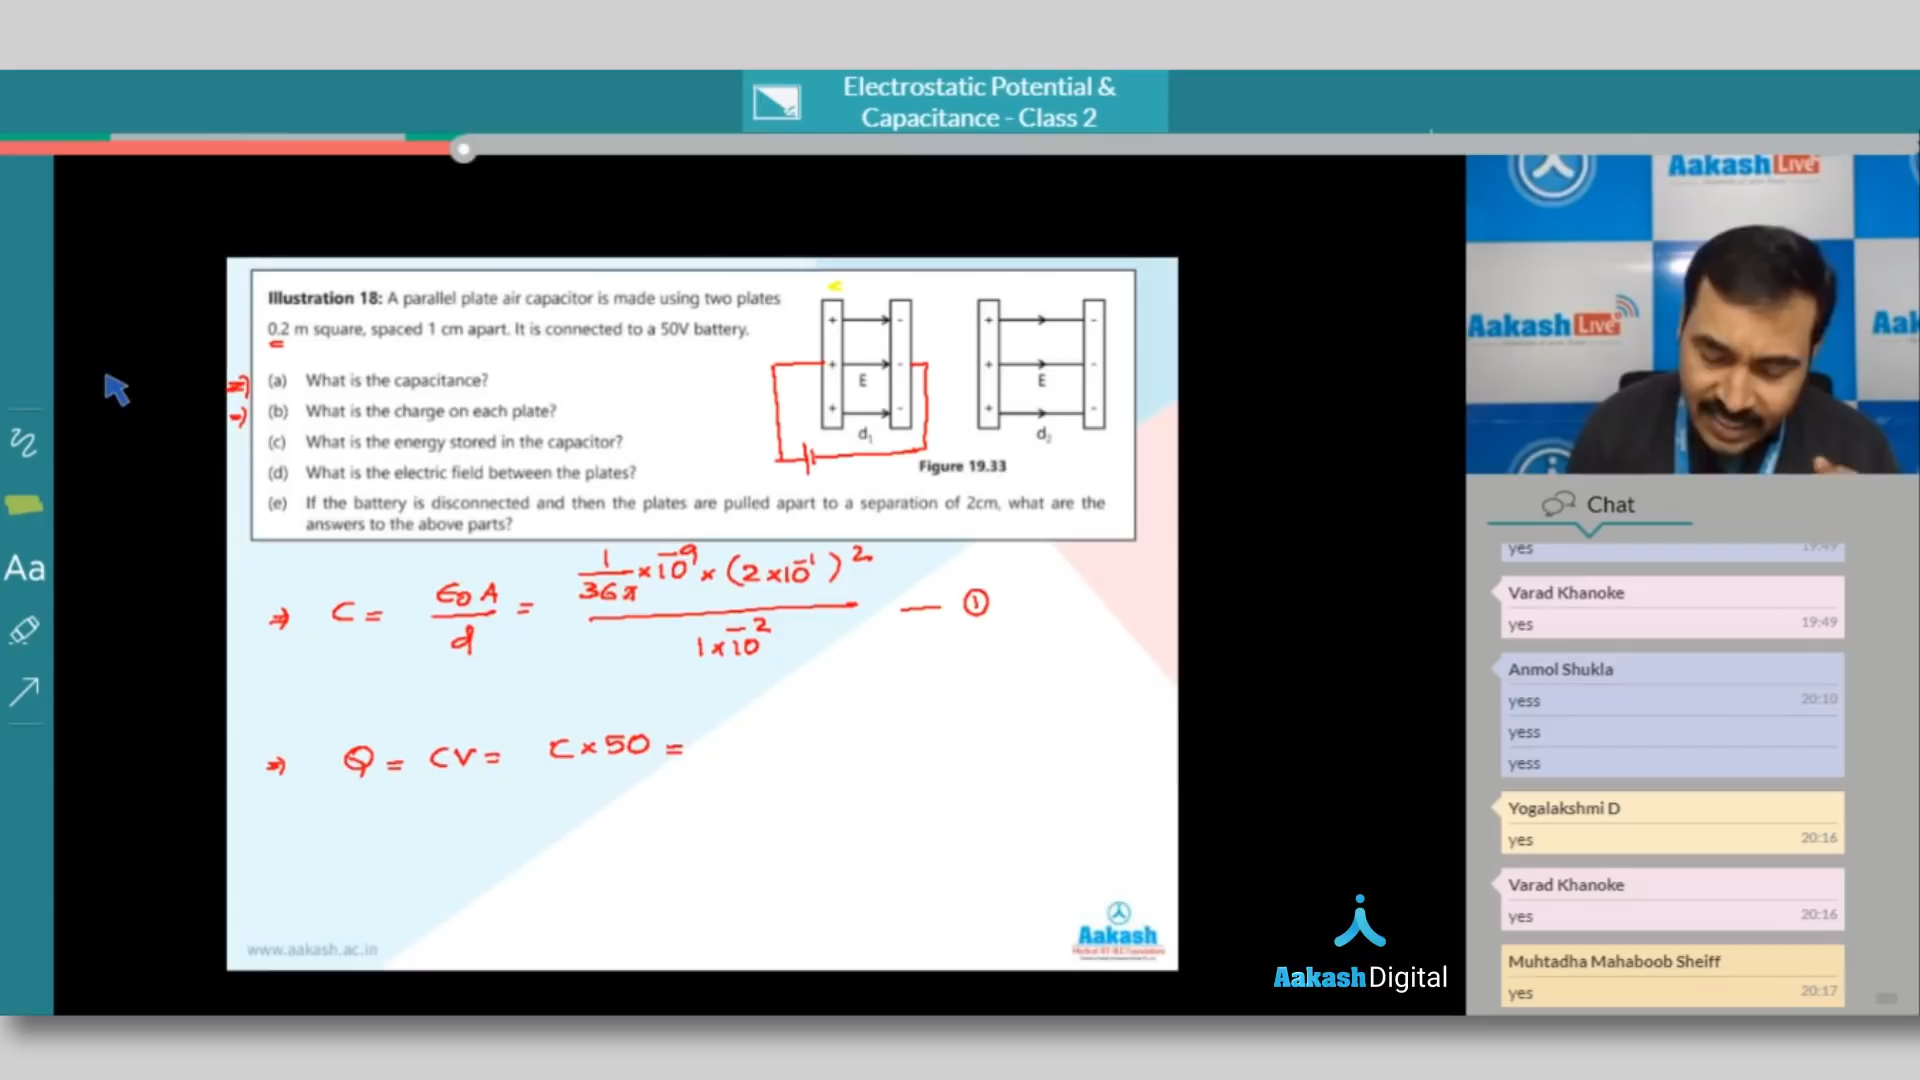 Electrostatic Potential &
Capacitance - Class 2
Aakash Live
Aakash Live
Aak
Illustration 18: A parallel plate air capacitor is made using two plates
0.2 m square, spaced 1 cm apart. It is connected to a 50V battery.
(a) What is the capacitance?
(b) What is the charge on each plate?
(c) What is the energy stored in the capacitor?
(d) What is the electric field between the plates?
(e) If the battery is disconnected and then the plates are pulled apart to a separation of 2cm, what are the
answers to the above parts?
+ - + -
+ - + -
E E
+ - + -
d₁ d₂
Figure 19.33
⇒ C = ε₀A/d = (1/36π × 10⁻⁹ × (2×10⁻¹)²)/(1×10⁻²) — ①
⇒ Q = CV = C × 50 =
www.aakash.ac.in
Aakash
Aakash Digital
Aa
Chat
yes 19:49
Varad Khanoke
yes 19:49
Anmol Shukla
yess 20:10
yess
yess
Yogalakshmi D
yes 20:16
Varad Khanoke
yes 20:16
Muhtadha Mahaboob Sheiff
yes 20:17